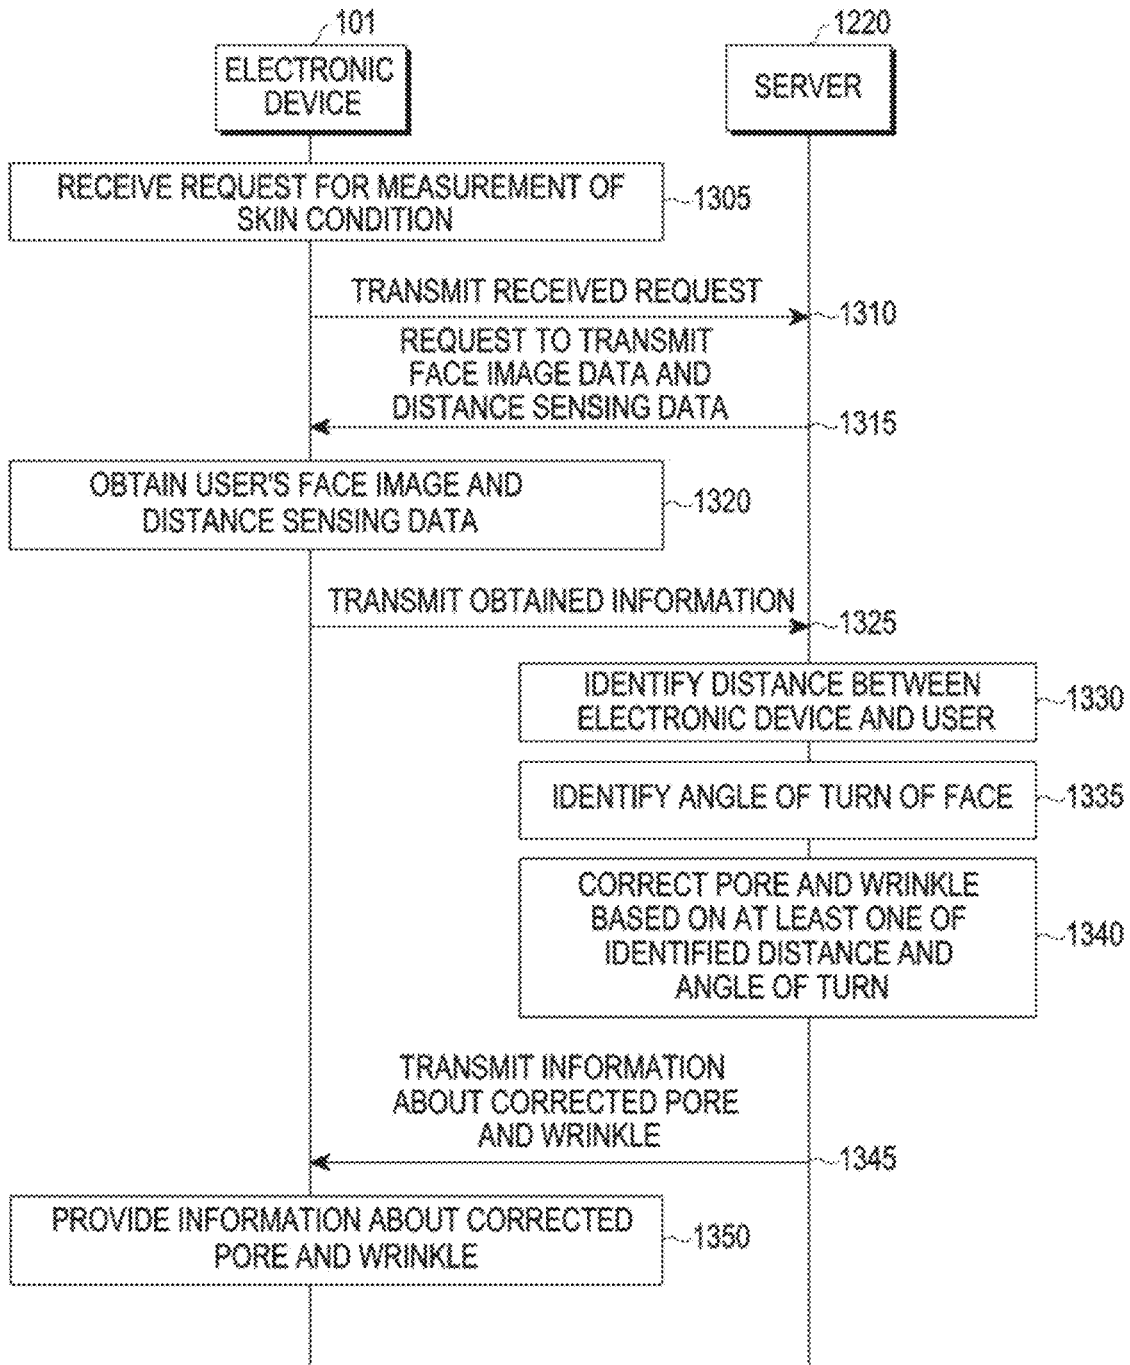 101
1220
ELECTRONIC
DEVICE
SERVER
RECEIVE REQUEST FOR MEASUREMENT OF
SKIN CONDITION
1305
TRANSMIT RECEIVED REQUEST
1310
REQUEST TO TRANSMIT
FACE IMAGE DATA AND
DISTANCE SENSING DATA
1315
OBTAIN USER'S FACE IMAGE AND
DISTANCE SENSING DATA
1320
TRANSMIT OBTAINED INFORMATION
1325
IDENTIFY DISTANCE BETWEEN
ELECTRONIC DEVICE AND USER
1330
IDENTIFY ANGLE OF TURN OF FACE
1335
CORRECT PORE AND WRINKLE
BASED ON AT LEAST ONE OF
IDENTIFIED DISTANCE AND
ANGLE OF TURN
1340
TRANSMIT INFORMATION
ABOUT CORRECTED PORE
AND WRINKLE
1345
PROVIDE INFORMATION ABOUT CORRECTED
PORE AND WRINKLE
1350